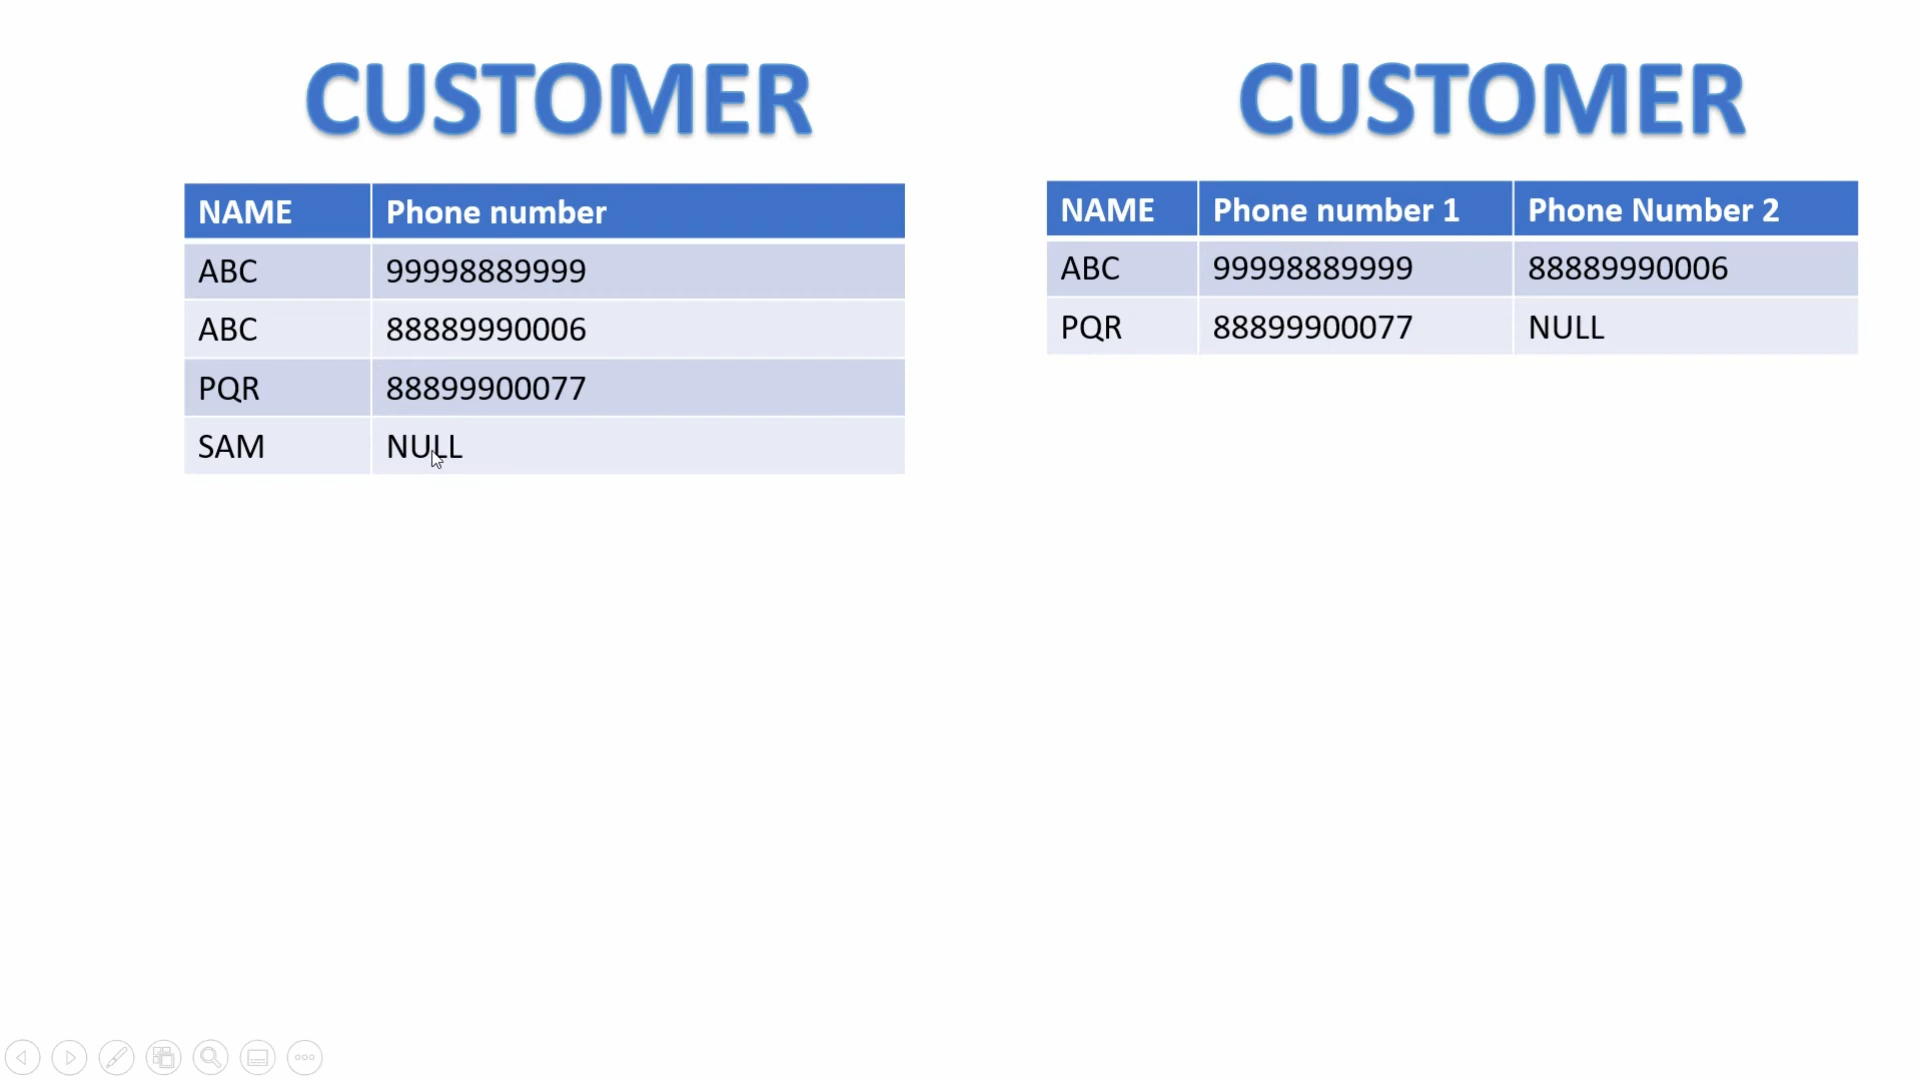 CUSTOMER
NAME Phone number
ABC 99998889999
ABC 88889990006
PQR 88899900077
SAM NULL
CUSTOMER
NAME Phone number 1 Phone Number 2
ABC 99998889999 88889990006
PQR 88899900077 NULL